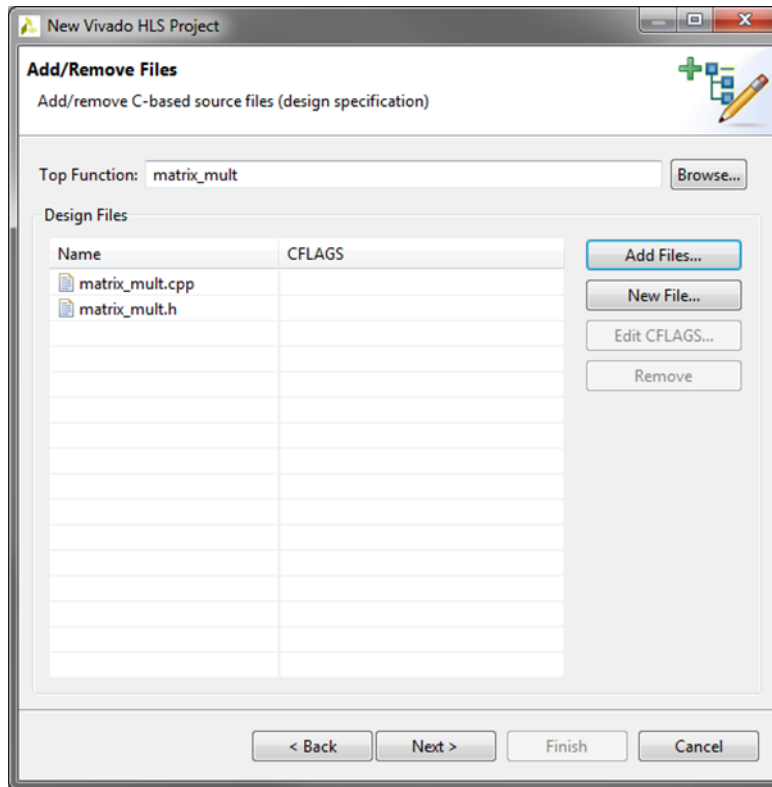 New Vivado HLS Project
Add/Remove Files
Add/remove C-based source files (design specification)
Top Function: matrix_mult Browse...
Design Files
Name CFLAGS Add Files...
matrix_mult.cpp
matrix_mult.h New File...
Edit CFLAGS...
Remove
< Back Next > Finish Cancel